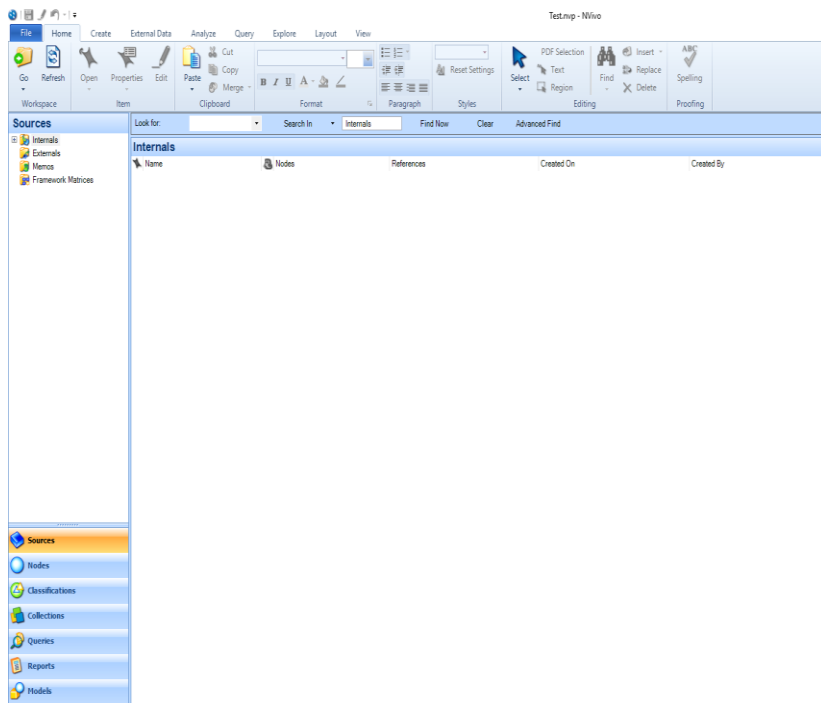 Test.nvp - NVivo
File Home Create External Data Analyze Query Explore Layout View
Go Refresh Open Properties Edit Paste Cut Copy Merge
B I U A
Reset Settings
Select PDF Selection Text Region Find Insert Replace Delete
ABC Spelling
Workspace Item Clipboard Format Paragraph Styles Editing Proofing
Sources
Look for: Search In Internals Find Now Clear Advanced Find
Internals
Externals
Memos
Framework Matrices
Internals
Name Nodes References Created On Created By
Sources
Nodes
Classifications
Collections
Queries
Reports
Models